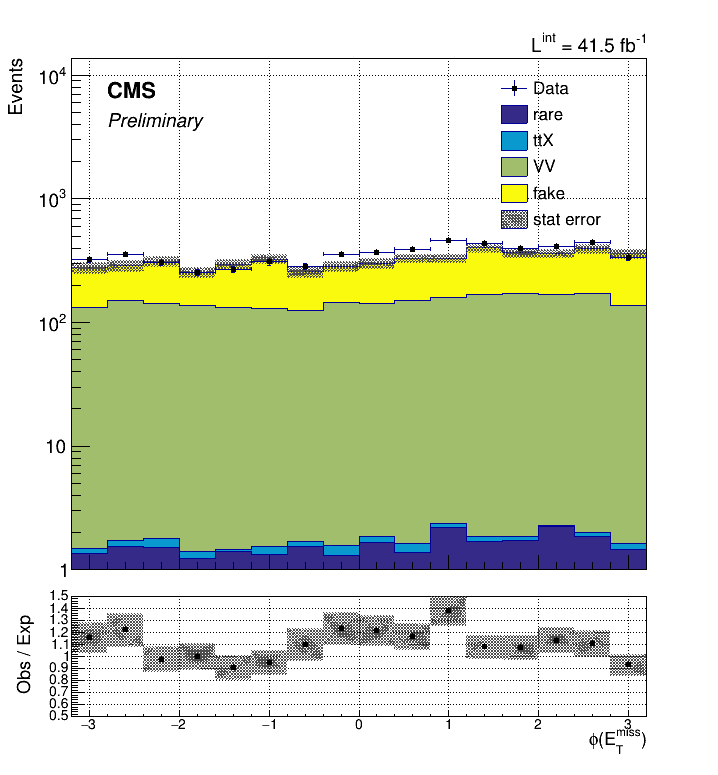 L^int = 41.5 fb^-1
Events
CMS
Preliminary
Data
rare
ttX
VV
fake
stat error
10^4
10^3
10^2
10
1
Obs / Exp
1.5
1.4
1.3
1.2
1.1
1
0.9
0.8
0.7
0.6
0.5
−3 −2 −1 0 1 2 3
ϕ(E_T^miss)